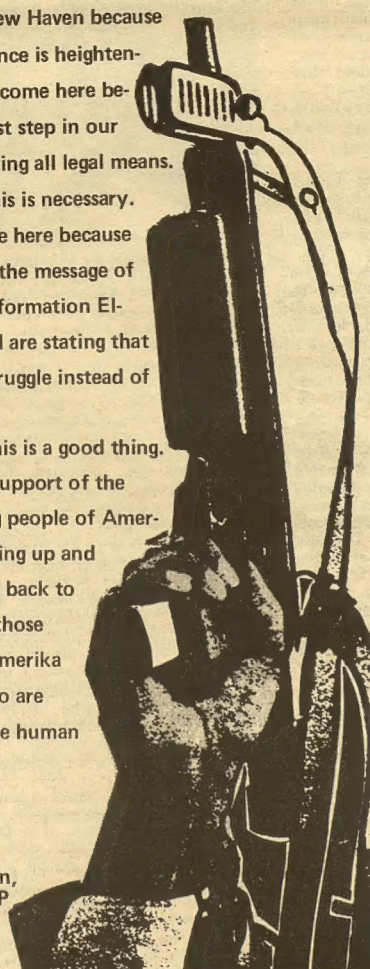 ew Haven because
nce is heighten-
come here be-
st step in our
ing all legal means.
his is necessary.
e here because
the message of
formation El-
d are stating that
ruggle instead of
his is a good thing.
upport of the
g people of Amer-
ing up and
back to
those
merika
o are
e human
n,
P